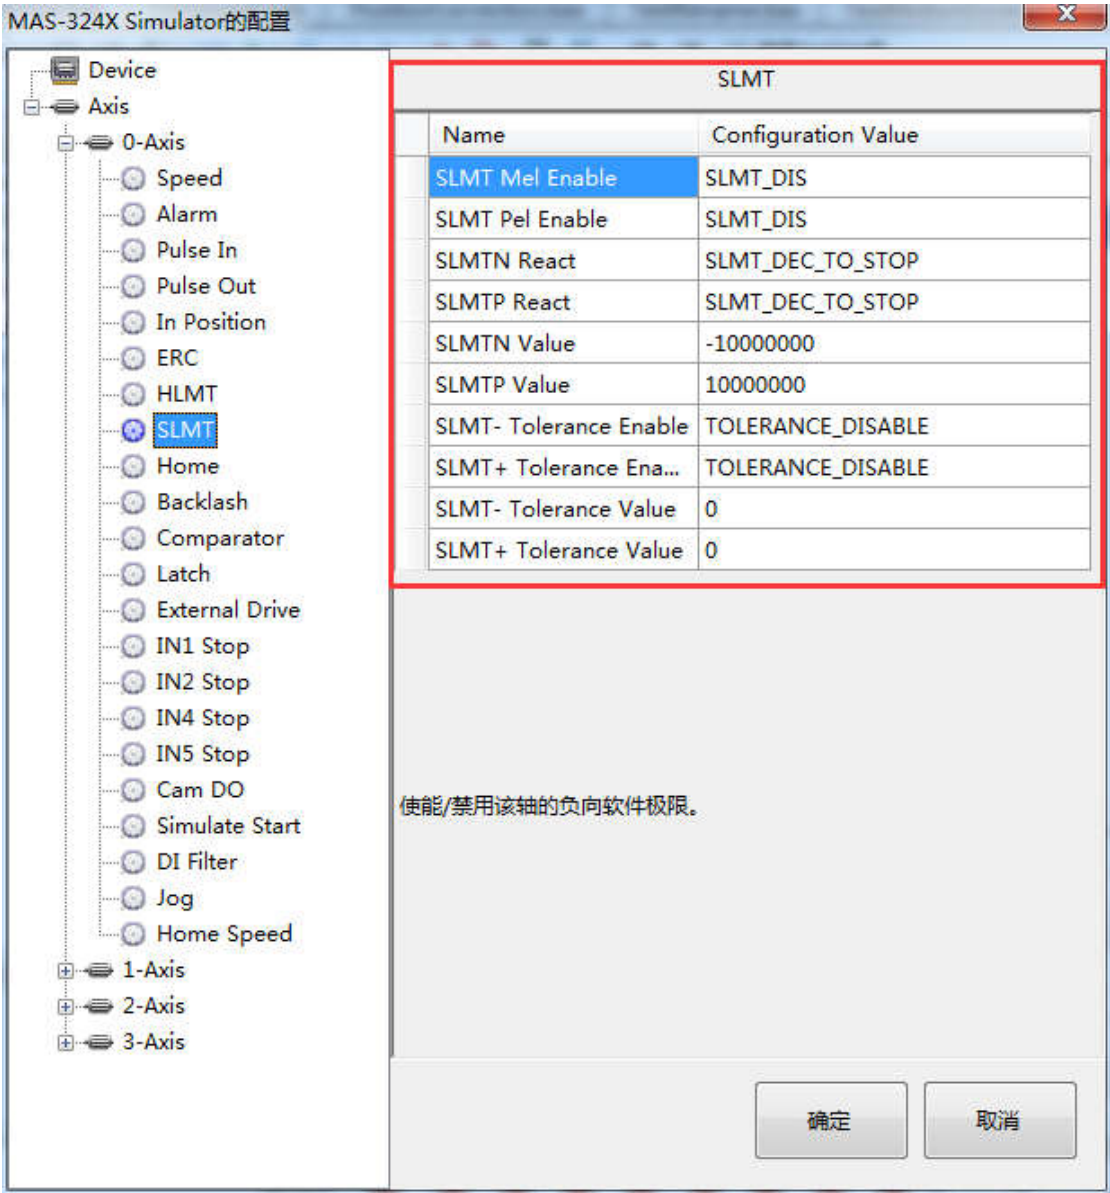 MAS-324X Simulator的配置
Device
Axis
0-Axis
Speed
Alarm
Pulse In
Pulse Out
In Position
ERC
HLMT
SLMT
Home
Backlash
Comparator
Latch
External Drive
IN1 Stop
IN2 Stop
IN4 Stop
IN5 Stop
Cam DO
Simulate Start
DI Filter
Jog
Home Speed
1-Axis
2-Axis
3-Axis
SLMT
Name Configuration Value
SLMT Mel Enable SLMT_DIS
SLMT Pel Enable SLMT_DIS
SLMTN React SLMT_DEC_TO_STOP
SLMTP React SLMT_DEC_TO_STOP
SLMTN Value -10000000
SLMTP Value 10000000
SLMT- Tolerance Enable TOLERANCE_DISABLE
SLMT+ Tolerance Ena... TOLERANCE_DISABLE
SLMT- Tolerance Value 0
SLMT+ Tolerance Value 0
使能/禁用该轴的负向软件极限。
确定 取消